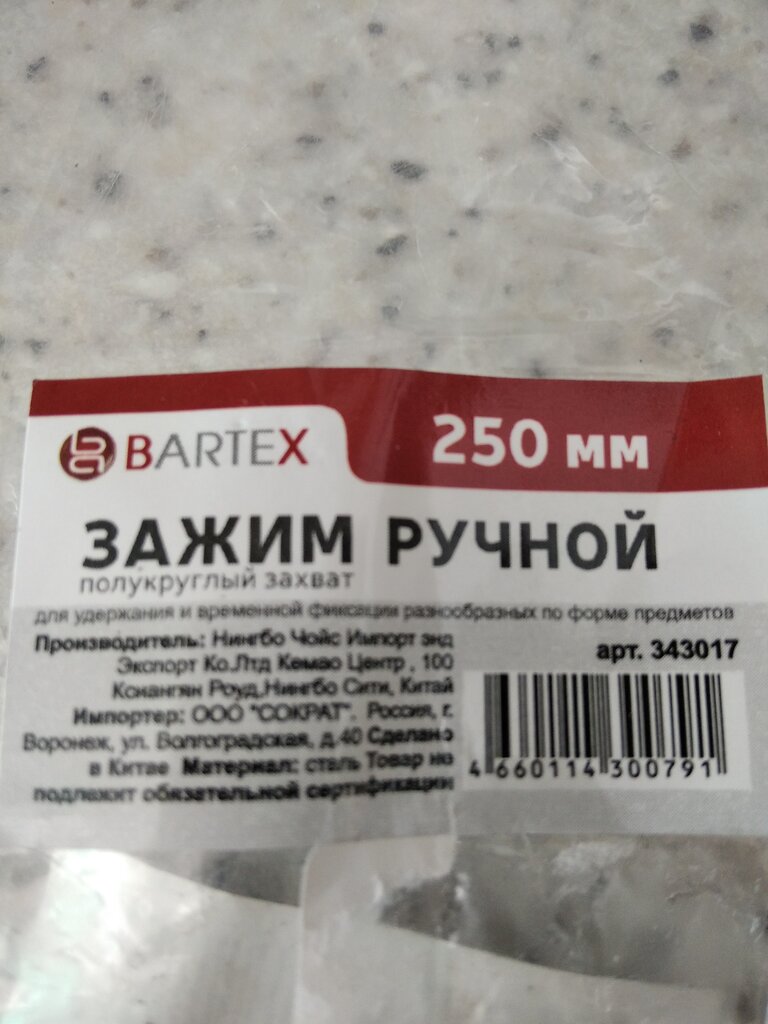 BARTEX
250 мм
ЗАЖИМ РУЧНОЙ
полукруглый захват
для удержания и временной фиксации разнообразных по форме предметов
Производитель: Нингбо Чойс Импорт энд
Экспорт Ко.Лтд Кемао Центр , 100
Ксиангян Роуд,Нингбо Сити, Китай
Импортер: ООО "СОКРАТ". Россия, г.
Воронеж, ул. Волгоградская, д.40 Сделано
в Китае Материал: сталь Товар не
подлежит обязательной сертификации
арт. 343017
4 660114 300791